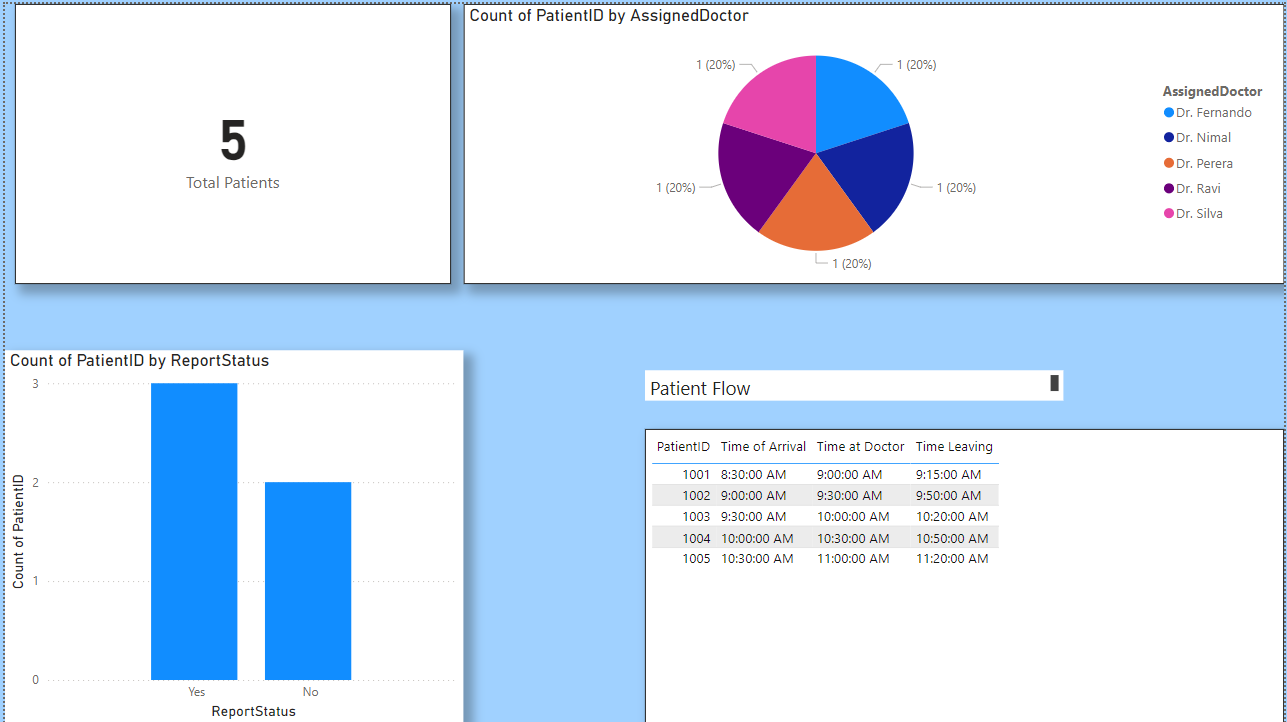 5
Total Patients
Count of PatientID by AssignedDoctor
1 (20%)
1 (20%)
1 (20%)
1 (20%)
1 (20%)
AssignedDoctor
Dr. Fernando
Dr. Nimal
Dr. Perera
Dr. Ravi
Dr. Silva
Count of PatientID by ReportStatus
Count of PatientID
3
2
1
0
Yes No
ReportStatus
Patient Flow
PatientID Time of Arrival Time at Doctor Time Leaving
1001 8:30:00 AM 9:00:00 AM 9:15:00 AM
1002 9:00:00 AM 9:30:00 AM 9:50:00 AM
1003 9:30:00 AM 10:00:00 AM 10:20:00 AM
1004 10:00:00 AM 10:30:00 AM 10:50:00 AM
1005 10:30:00 AM 11:00:00 AM 11:20:00 AM